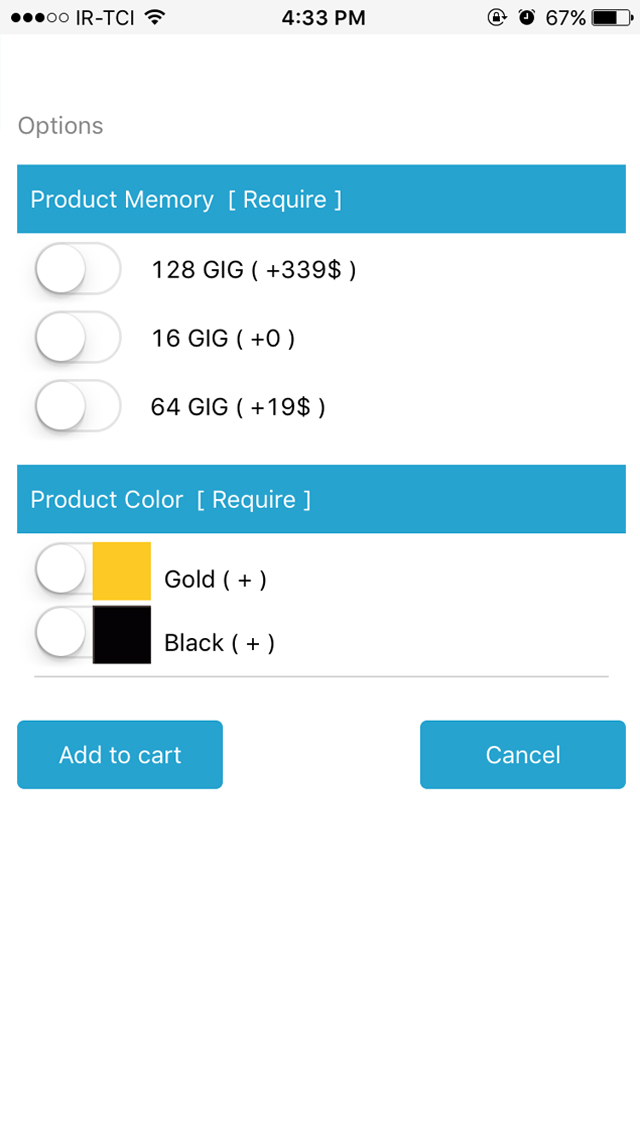 IR-TCI 4:33 PM 67%
Options
Product Memory [ Require ]
128 GIG ( +339$ )
16 GIG ( +0 )
64 GIG ( +19$ )
Product Color [ Require ]
Gold ( + )
Black ( + )
Add to cart Cancel